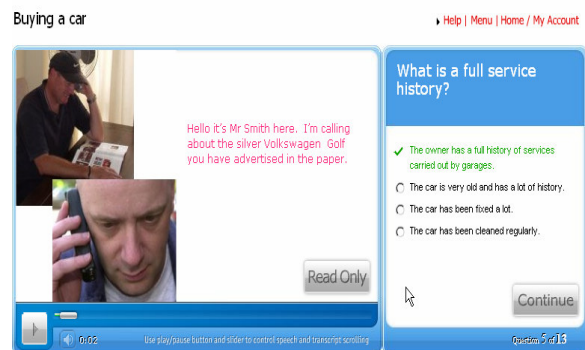 Buying a car
Help | Menu | Home / My Account
Hello it's Mr Smith here. I'm calling
about the silver Volkswagen Golf
you have advertised in the paper.
Read Only
0:02
Use play/pause button and slider to control speech and transcript scrolling
What is a full service
history?
The owner has a full history of services
carried out by garages.
The car is very old and has a lot of history.
The car has been fixed a lot.
The car has been cleaned regularly.
Continue
Question 5 of 13